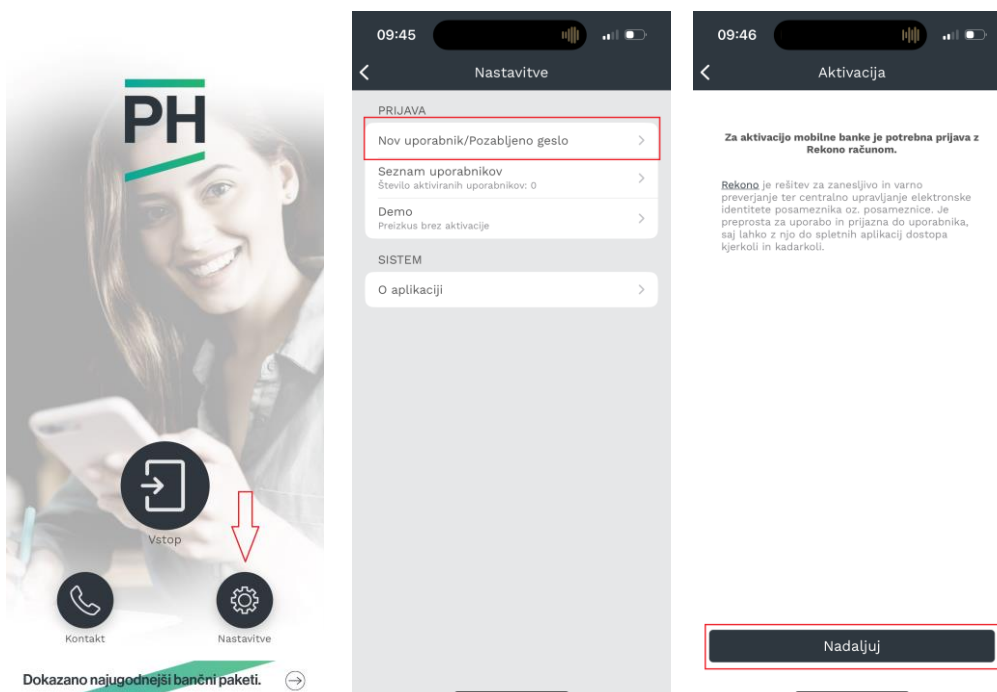 PH
Vstop
Kontakt
Nastavitve
Dokazano najugodnejši bančni paketi.
09:45
Nastavitve
PRIJAVA
Nov uporabnik/Pozabljeno geslo
Seznam uporabnikov
Število aktiviranih uporabnikov: 0
Demo
Preizkus brez aktivacije
SISTEM
O aplikaciji
09:46
Aktivacija
Za aktivacijo mobilne banke je potrebna prijava z
Rekono računom.
Rekono je rešitev za zanesljivo in varno
preverjanje ter centralno upravljanje elektronske
identitete posameznika oz. posameznice. Je
preprosta za uporabo in prijazna do uporabnika,
saj lahko z njo do spletnih aplikacij dostopa
kjerkoli in kadarkoli.
Nadaljuj